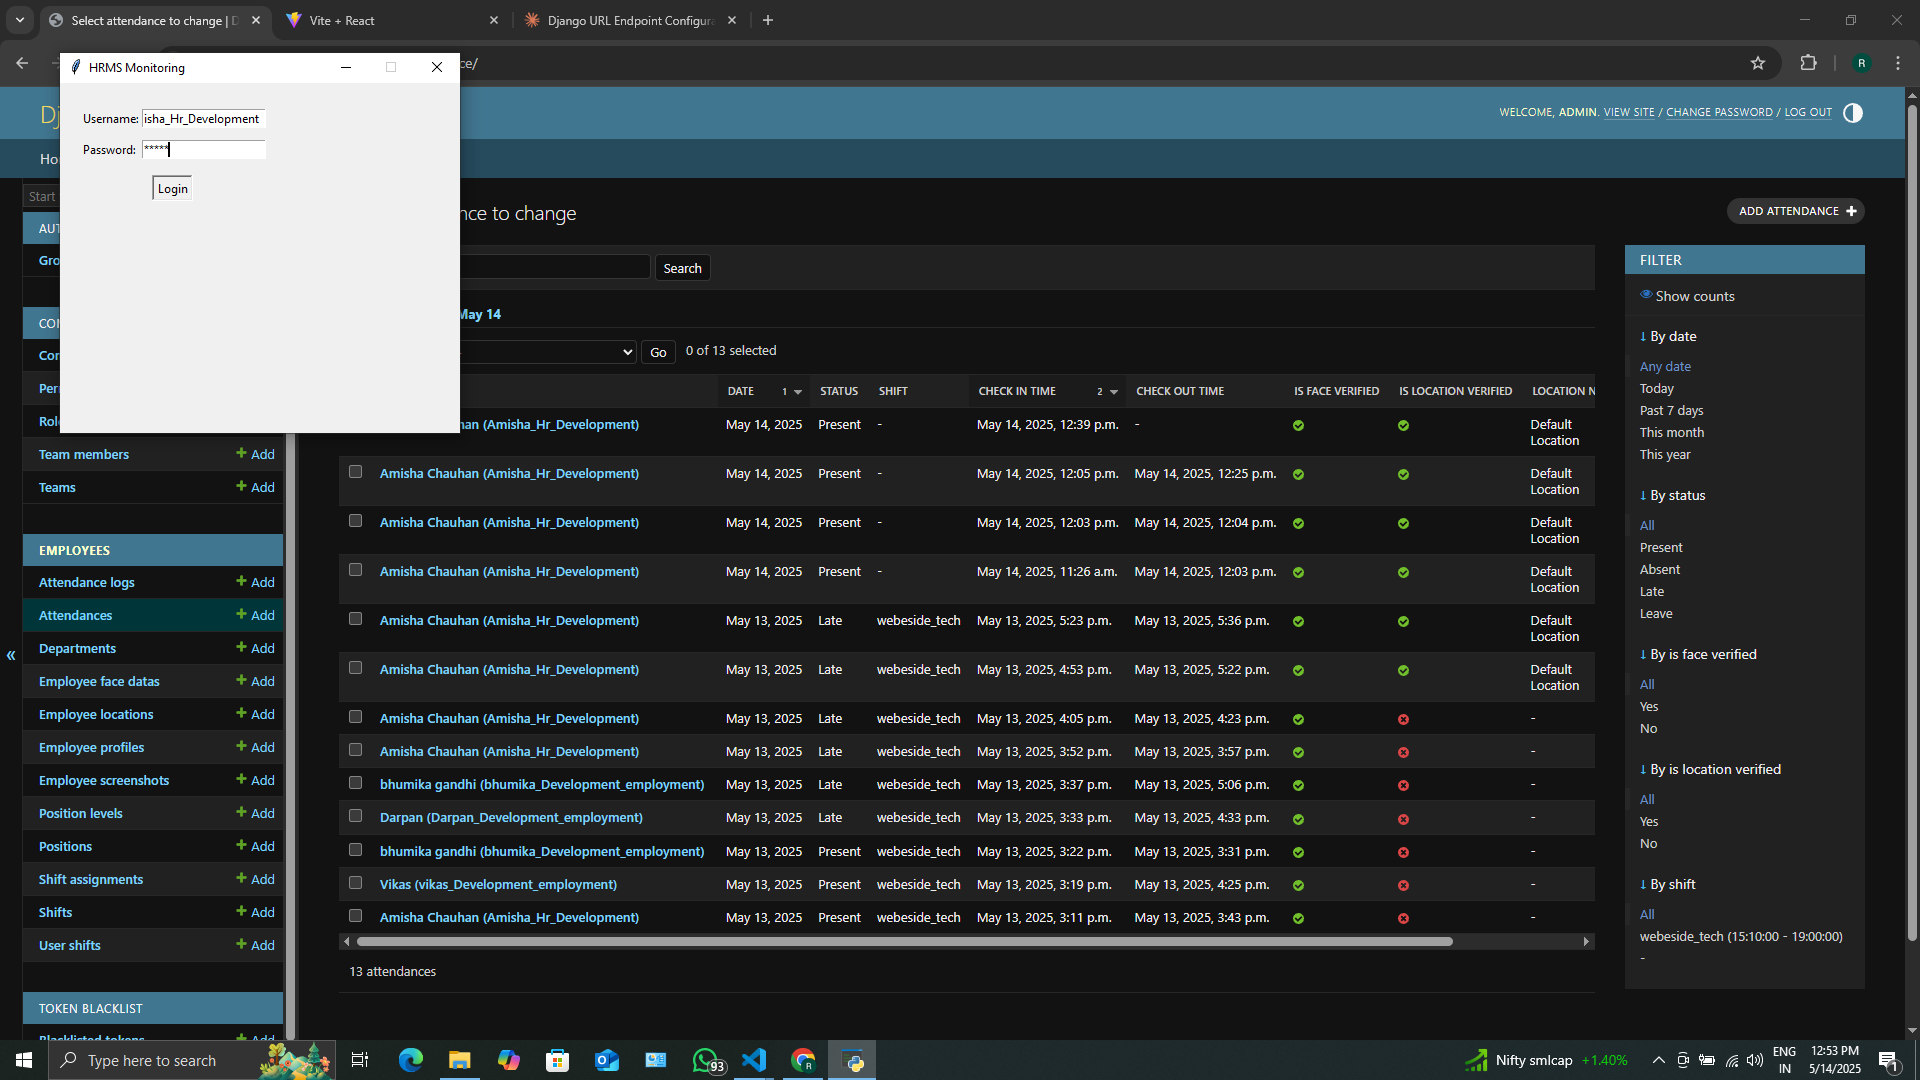 Select attendance to change | D
Vite + React
Django URL Endpoint Configura
ce/
R
HRMS Monitoring
Username: isha_Hr_Development
Password: *****
Login
Dj
WELCOME, ADMIN. VIEW SITE / CHANGE PASSWORD / LOG OUT
Ho
Start
AUT
Gro
CO
Con
Per
Rol
Team members + Add
Teams + Add
EMPLOYEES
Attendance logs + Add
Attendances + Add
Departments + Add
Employee face datas + Add
Employee locations + Add
Employee profiles + Add
Employee screenshots + Add
Position levels + Add
Positions + Add
Shift assignments + Add
Shifts + Add
User shifts + Add
TOKEN BLACKLIST
Blacklisted tokens + Add
«
nce to change
ADD ATTENDANCE +
Search
May 14
Go 0 of 13 selected
DATE 1 STATUS SHIFT CHECK IN TIME 2 CHECK OUT TIME IS FACE VERIFIED IS LOCATION VERIFIED LOCATION N
han (Amisha_Hr_Development) May 14, 2025 Present - May 14, 2025, 12:39 p.m. - Default
Location
Amisha Chauhan (Amisha_Hr_Development) May 14, 2025 Present - May 14, 2025, 12:05 p.m. May 14, 2025, 12:25 p.m. Default
Location
Amisha Chauhan (Amisha_Hr_Development) May 14, 2025 Present - May 14, 2025, 12:03 p.m. May 14, 2025, 12:04 p.m. Default
Location
Amisha Chauhan (Amisha_Hr_Development) May 14, 2025 Present - May 14, 2025, 11:26 a.m. May 14, 2025, 12:03 p.m. Default
Location
Amisha Chauhan (Amisha_Hr_Development) May 13, 2025 Late webeside_tech May 13, 2025, 5:23 p.m. May 13, 2025, 5:36 p.m. Default
Location
Amisha Chauhan (Amisha_Hr_Development) May 13, 2025 Late webeside_tech May 13, 2025, 4:53 p.m. May 13, 2025, 5:22 p.m. Default
Location
Amisha Chauhan (Amisha_Hr_Development) May 13, 2025 Late webeside_tech May 13, 2025, 4:05 p.m. May 13, 2025, 4:23 p.m. -
Amisha Chauhan (Amisha_Hr_Development) May 13, 2025 Late webeside_tech May 13, 2025, 3:52 p.m. May 13, 2025, 3:57 p.m. -
bhumika gandhi (bhumika_Development_employment) May 13, 2025 Late webeside_tech May 13, 2025, 3:37 p.m. May 13, 2025, 5:06 p.m. -
Darpan (Darpan_Development_employment) May 13, 2025 Late webeside_tech May 13, 2025, 3:33 p.m. May 13, 2025, 4:33 p.m. -
bhumika gandhi (bhumika_Development_employment) May 13, 2025 Present webeside_tech May 13, 2025, 3:22 p.m. May 13, 2025, 3:31 p.m. -
Vikas (vikas_Development_employment) May 13, 2025 Present webeside_tech May 13, 2025, 3:19 p.m. May 13, 2025, 4:25 p.m. -
Amisha Chauhan (Amisha_Hr_Development) May 13, 2025 Present webeside_tech May 13, 2025, 3:11 p.m. May 13, 2025, 3:43 p.m. -
13 attendances
FILTER
Show counts
↓ By date
Any date
Today
Past 7 days
This month
This year
↓ By status
All
Present
Absent
Late
Leave
↓ By is face verified
All
Yes
No
↓ By is location verified
All
Yes
No
↓ By shift
All
webeside_tech (15:10:00 - 19:00:00)
-
Type here to search
93
Nifty smlcap +1.40%
ENG
IN
12:53 PM
5/14/2025
1